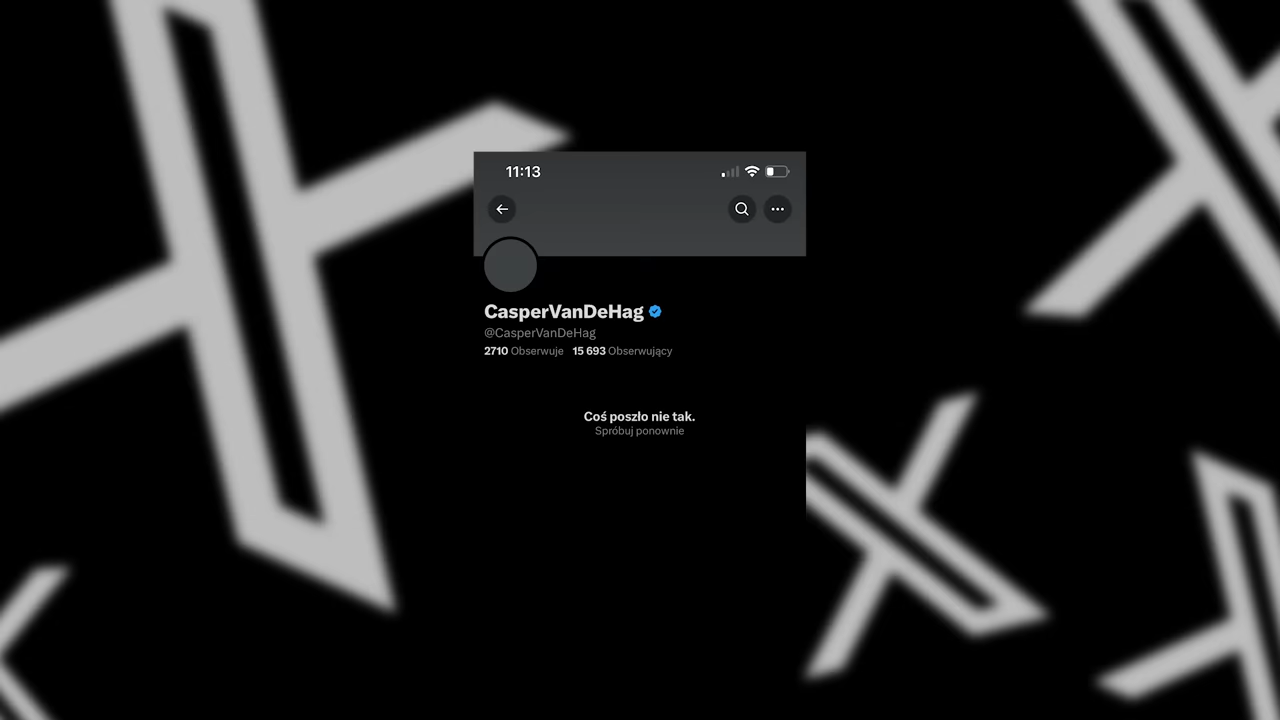 11:13
CasperVanDeHag
@CasperVanDeHag
2710 Obserwuje 15 693 Obserwujący
Coś poszło nie tak.
Spróbuj ponownie